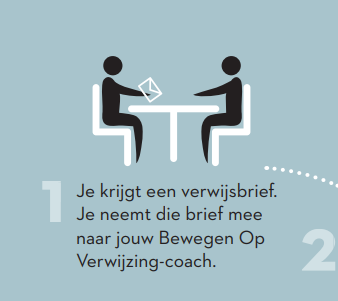 1 Je krijgt een verwijsbrief.
Je neemt die brief mee
naar jouw Bewegen Op
Verwijzing-coach.
2